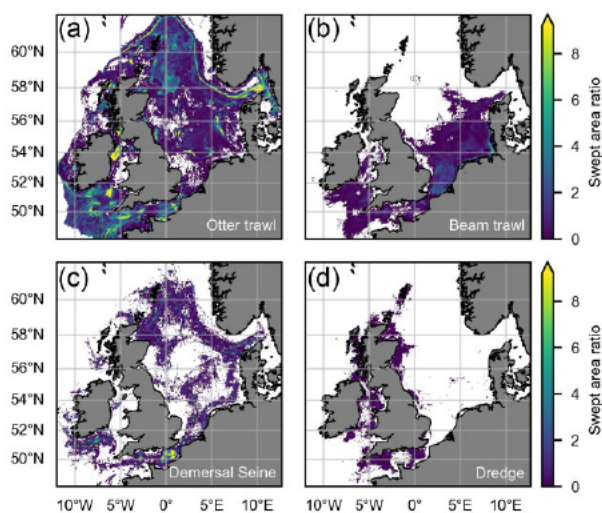 (a)
(b)
60°N
58°N
56°N
54°N
52°N
50°N
Otter trawl
Beam trawl
8
6
4
2
0
Swept area ratio
(c)
(d)
60°N
58°N
56°N
54°N
52°N
50°N
Demersal Seine
Dredge
8
6
4
2
0
Swept area ratio
10°W 5°W 0° 5°E 10°E
10°W 5°W 0° 5°E 10°E